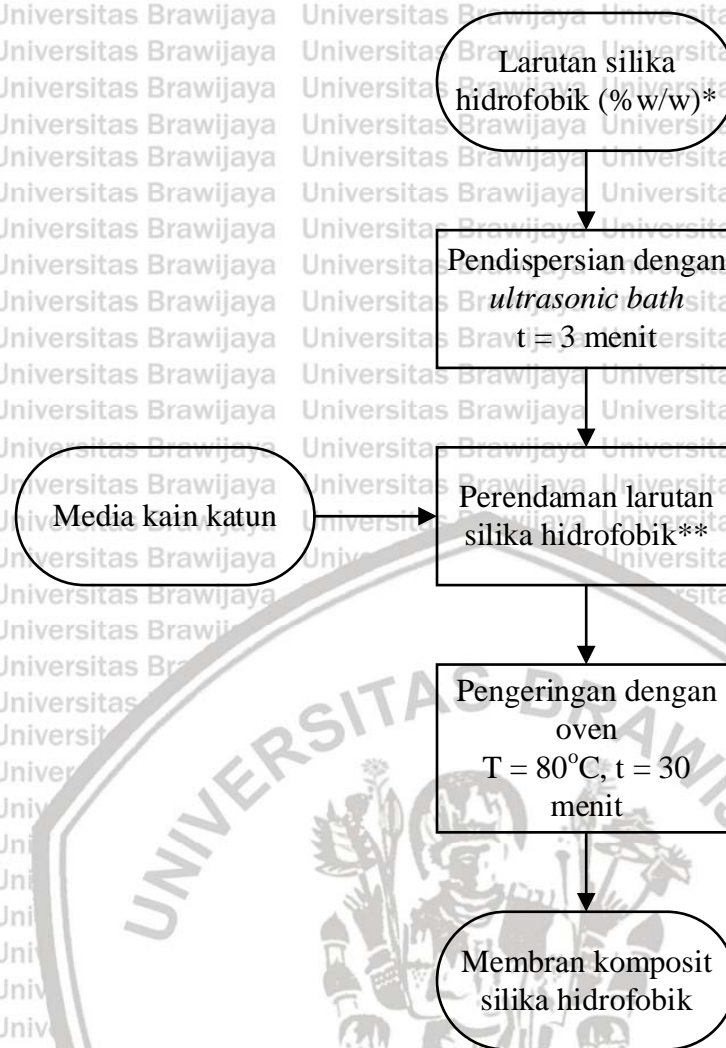 Larutan silika
hidrofobik (%w/w)*
Pendispersian dengan
ultrasonic bath
t = 3 menit
Media kain katun
Perendaman larutan
silika hidrofobik**
Pengeringan dengan
oven
T = 80°C, t = 30
menit
Membran komposit
silika hidrofobik